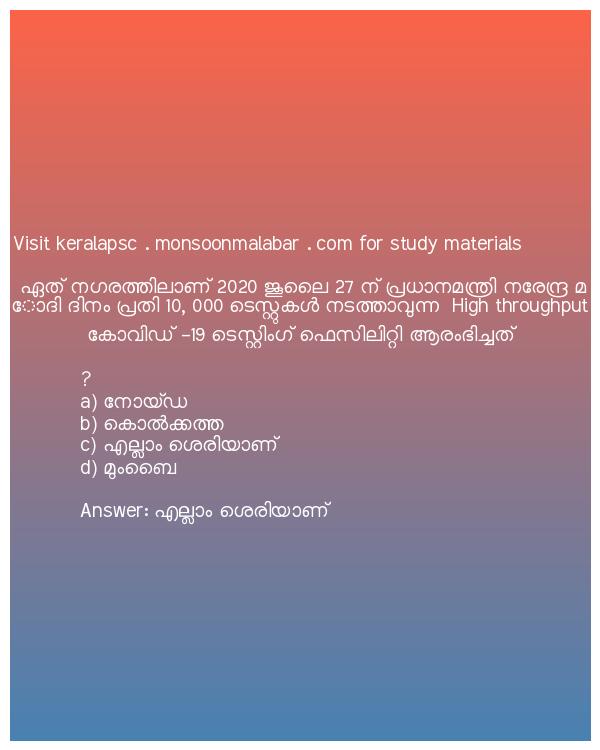 Visit keralapsc . monsoonmalabar . com for study materials
ഏത് നഗരത്തിലാണ് 2020 ജൂലൈ 27 ന് പ്രധാനമന്ത്രി നരേന്ദ്ര മ
ോദി ദിനം പ്രതി 10, 000 ടെസ്റ്റുകൾ നടത്താവുന്ന High throughput
കോവിഡ് -19 ടെസ്റ്റിംഗ് ഫെസിലിറ്റി ആരംഭിച്ചത്
?
a) നോയ്ഡ
b) കൊൽക്കത്ത
c) എല്ലാം ശെരിയാണ്
d) മുംബൈ
Answer: എല്ലാം ശെരിയാണ്